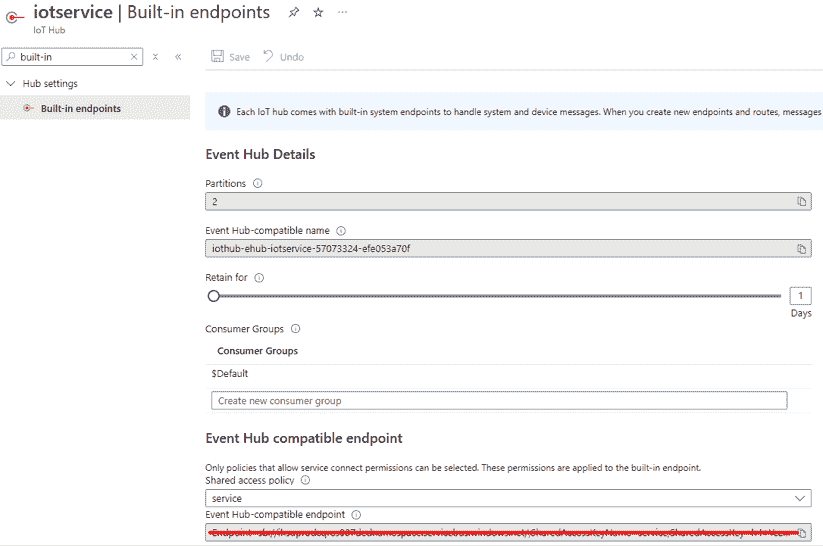 iotservice | Built-in endpoints
IoT Hub
built-in
Save Undo
Hub settings
Built-in endpoints
Each IoT hub comes with built-in system endpoints to handle system and device messages. When you create new endpoints and routes, messages
Event Hub Details
Partitions
2
Event Hub-compatible name
iothub-ehub-iotservice-57073324-efe053a70f
Retain for
1
Days
Consumer Groups
Consumer Groups
$Default
Create new consumer group
Event Hub compatible endpoint
Only policies that allow service connect permissions can be selected. These permissions are applied to the built-in endpoint.
Shared access policy
service
Event Hub-compatible endpoint